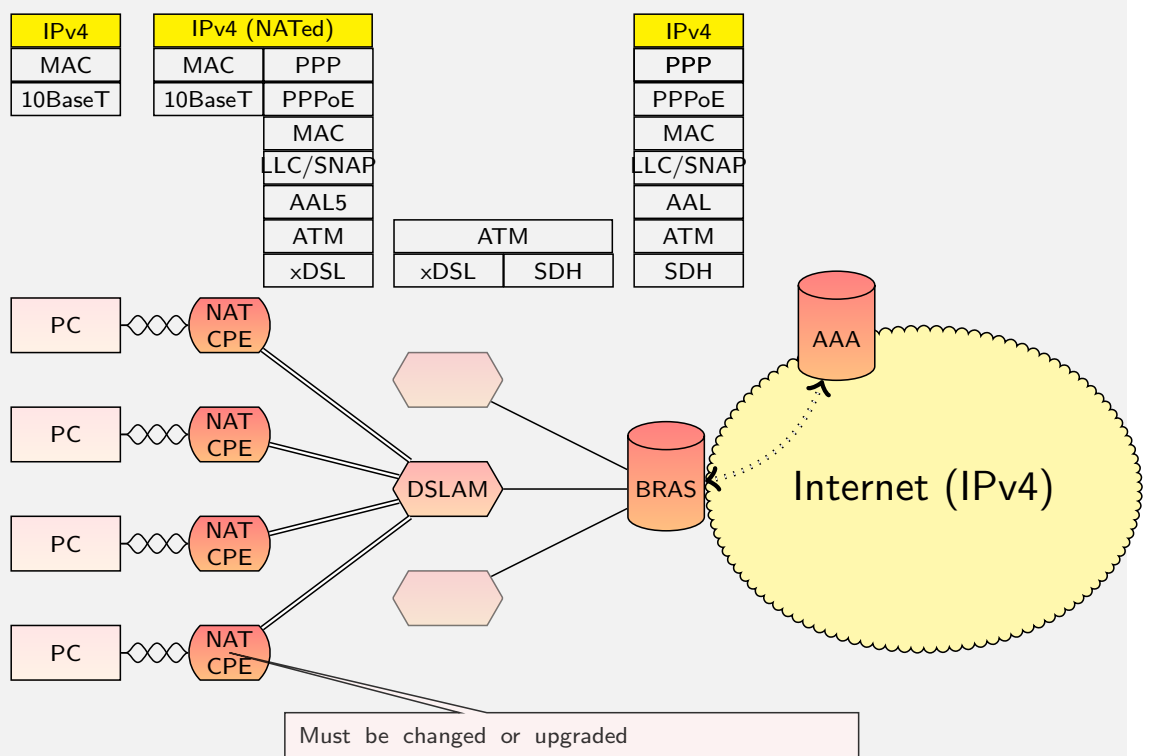 IPv4
MAC
10BaseT
IPv4 (NATed)
MAC
PPP
10BaseT
PPPoE
MAC
LLC/SNAP
AAL5
ATM
xDSL
ATM
xDSL
SDH
IPv4
PPP
PPPoE
MAC
LLC/SNAP
AAL
ATM
SDH
PC
NAT
CPE
PC
NAT
CPE
PC
NAT
CPE
PC
NAT
CPE
DSLAM
BRAS
AAA
Internet (IPv4)
Must be changed or upgraded